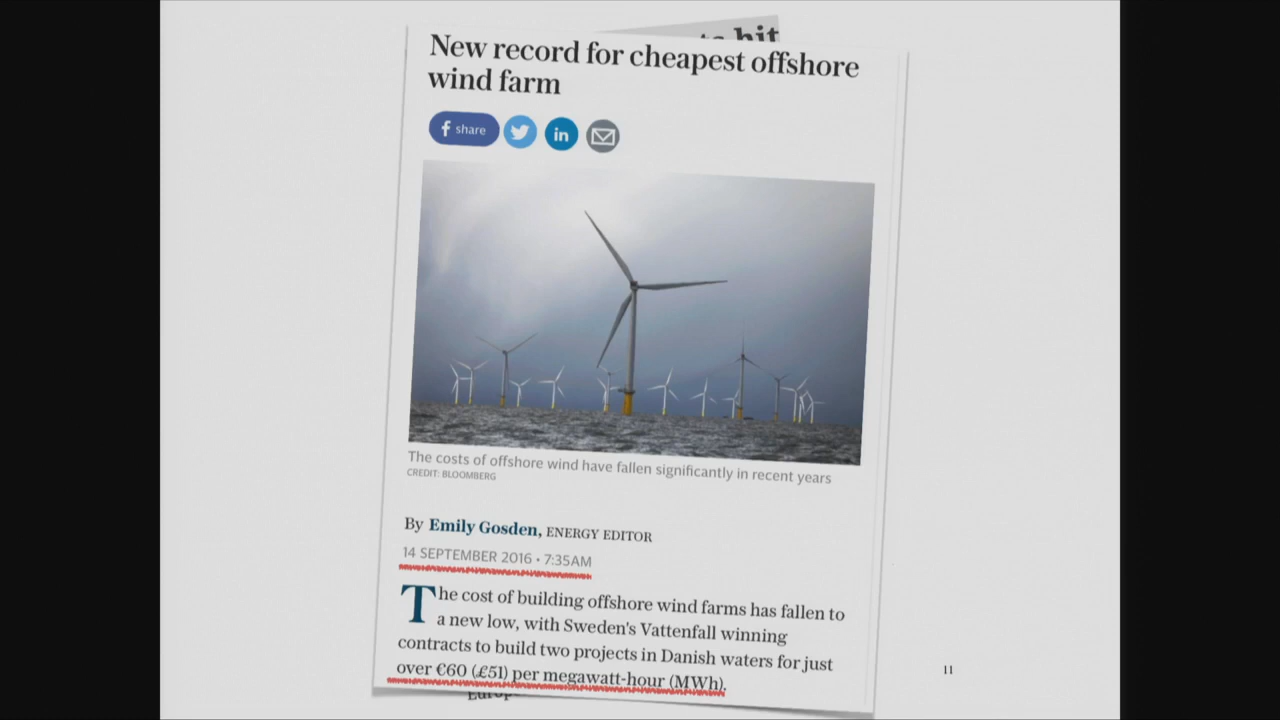 hit
New record for cheapest offshore
wind farm
f share
in
The costs of offshore wind have fallen significantly in recent years
CREDIT: BLOOMBERG
By Emily Gosden, ENERGY EDITOR
14 SEPTEMBER 2016 • 7:35AM
The cost of building offshore wind farms has fallen to
a new low, with Sweden's Vattenfall winning
contracts to build two projects in Danish waters for just
over €60 (£51) per megawatt-hour (MWh).
11